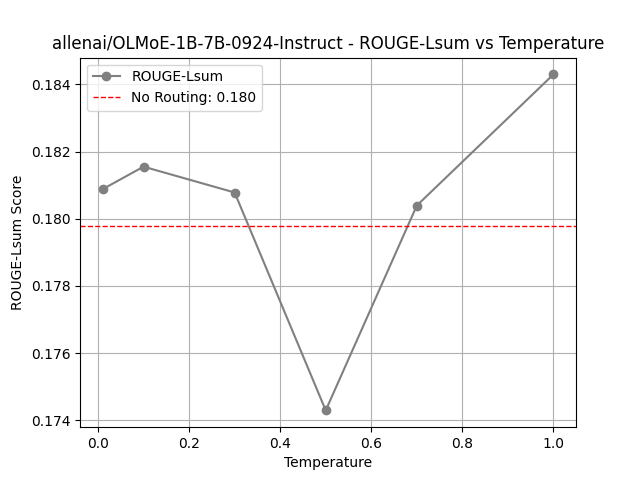 allenai/OLMoE-1B-7B-0924-Instruct - ROUGE-Lsum vs Temperature
ROUGE-Lsum
No Routing: 0.180
0.184
0.182
0.180
0.178
0.176
0.174
ROUGE-Lsum Score
0.0 0.2 0.4 0.6 0.8 1.0
Temperature